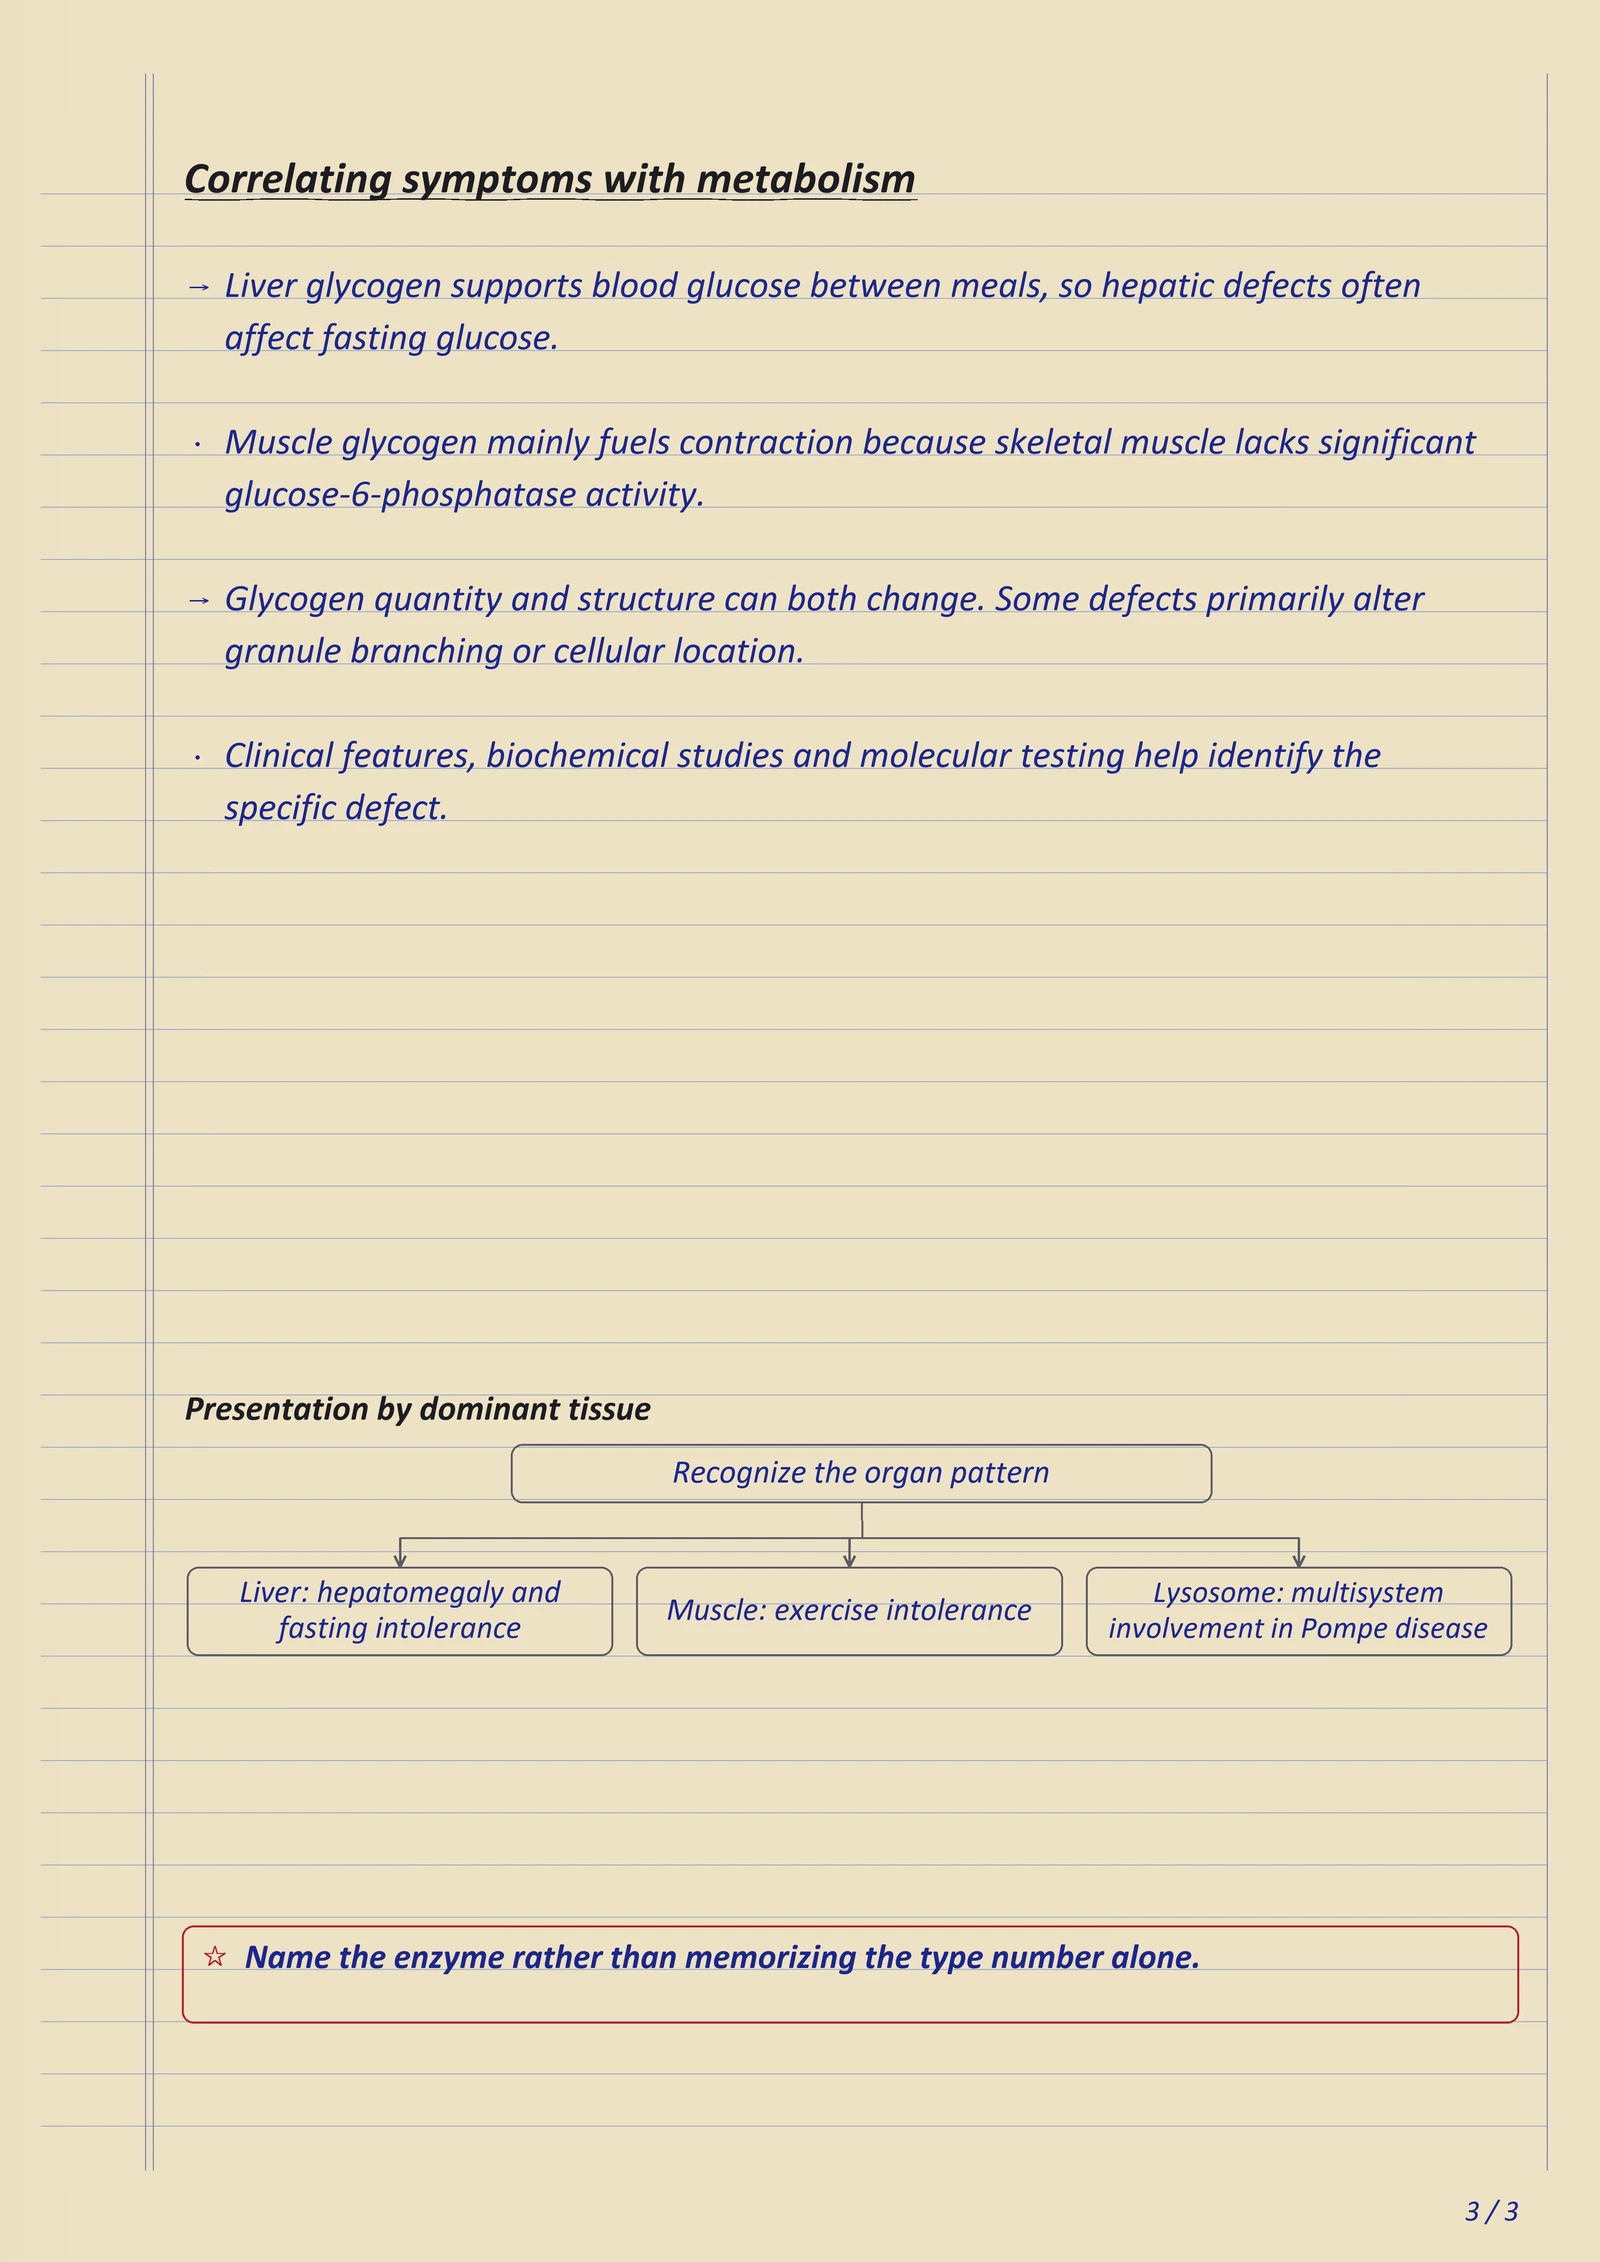 Correlating symptoms with metabolism
→ Liver glycogen supports blood glucose between meals, so hepatic defects often
affect fasting glucose.
· Muscle glycogen mainly fuels contraction because skeletal muscle lacks significant
glucose-6-phosphatase activity.
→ Glycogen quantity and structure can both change. Some defects primarily alter
granule branching or cellular location.
· Clinical features, biochemical studies and molecular testing help identify the
specific defect.
Presentation by dominant tissue
Recognize the organ pattern
Liver: hepatomegaly and
fasting intolerance
Muscle: exercise intolerance
Lysosome: multisystem
involvement in Pompe disease
☆ Name the enzyme rather than memorizing the type number alone.
3 / 3